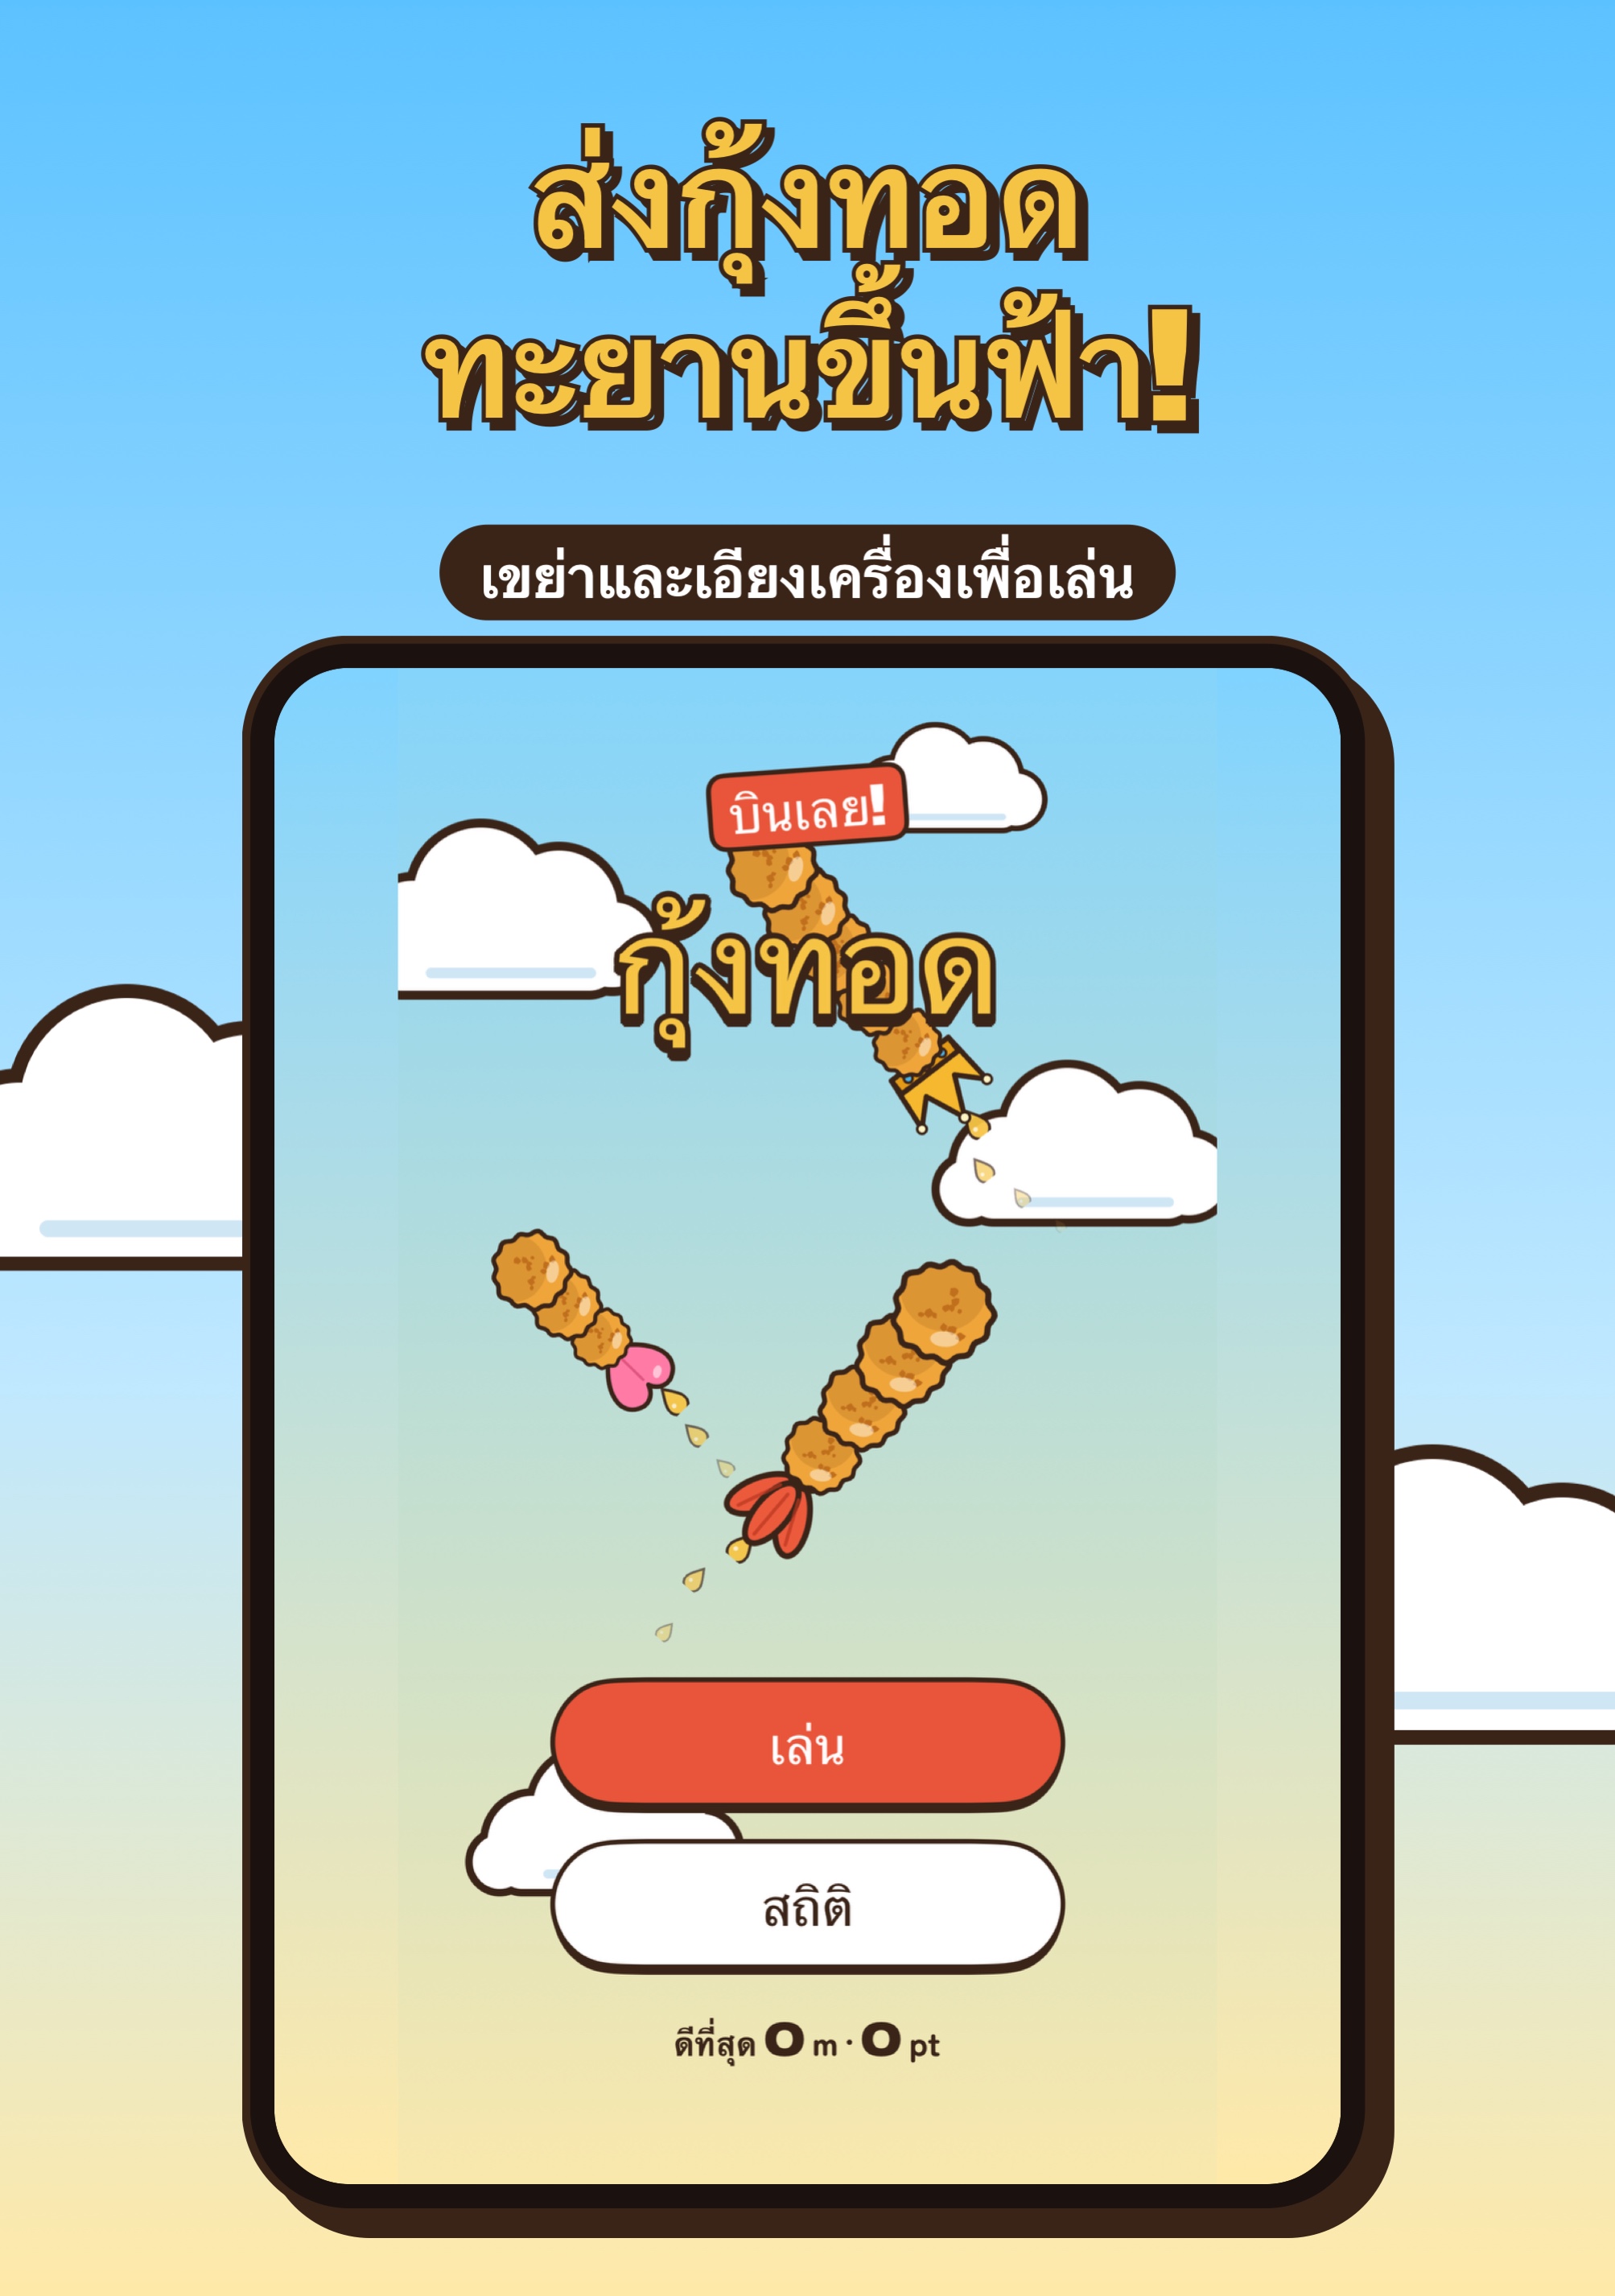 ส่งกุ้งทอด
ทะยานขึ้นฟ้า!
เขย่าและเอียงเครื่องเพื่อเล่น
บินเลย!
กุ้งทอด
เล่น
สถิติ
ดีที่สุด 0 m · 0 pt